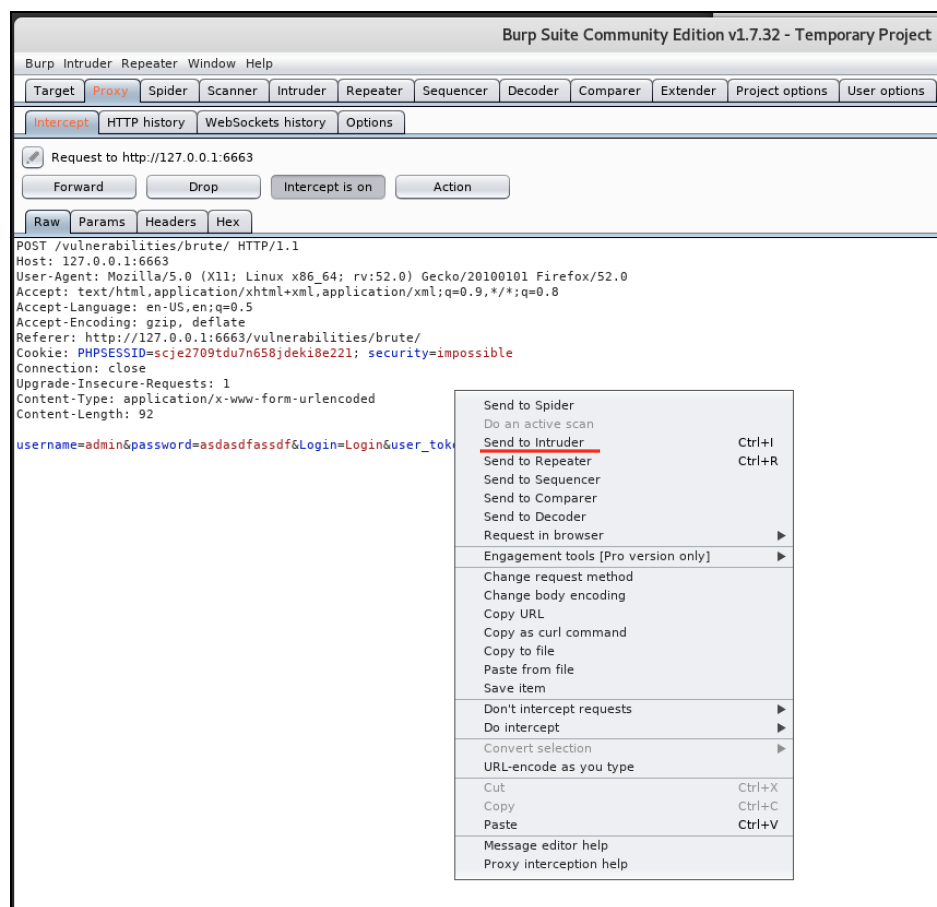 Burp Suite Community Edition v1.7.32 - Temporary Project
Burp Intruder Repeater Window Help
Target Proxy Spider Scanner Intruder Repeater Sequencer Decoder Comparer Extender Project options User options
Intercept HTTP history WebSockets history Options
Request to http://127.0.0.1:6663
Forward Drop Intercept is on Action
Raw Params Headers Hex
POST /vulnerabilities/brute/ HTTP/1.1
Host: 127.0.0.1:6663
User-Agent: Mozilla/5.0 (X11; Linux x86_64; rv:52.0) Gecko/20100101 Firefox/52.0
Accept: text/html,application/xhtml+xml,application/xml;q=0.9,*/*;q=0.8
Accept-Language: en-US,en;q=0.5
Accept-Encoding: gzip, deflate
Referer: http://127.0.0.1:6663/vulnerabilities/brute/
Cookie: PHPSESSID=scje2709tdu7n658jdeki8e221; security=impossible
Connection: close
Upgrade-Insecure-Requests: 1
Content-Type: application/x-www-form-urlencoded
Content-Length: 92
username=admin&password=asdasdfassdf&Login=Login&user_tok
Send to Spider
Do an active scan
Send to Intruder Ctrl+I
Send to Repeater Ctrl+R
Send to Sequencer
Send to Comparer
Send to Decoder
Request in browser
Engagement tools [Pro version only]
Change request method
Change body encoding
Copy URL
Copy as curl command
Copy to file
Paste from file
Save item
Don't intercept requests
Do intercept
Convert selection
URL-encode as you type
Cut Ctrl+X
Copy Ctrl+C
Paste Ctrl+V
Message editor help
Proxy interception help